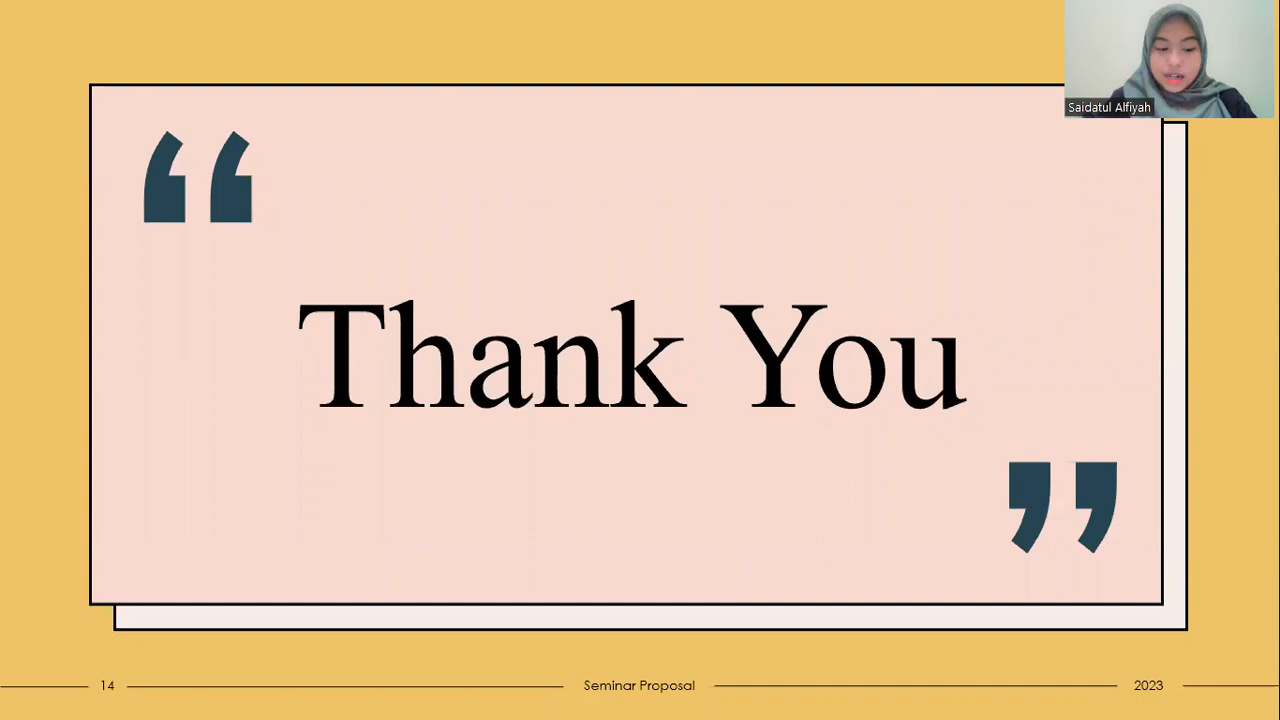 Saidatul Alfiyah
“
Thank You
”
14
Seminar Proposal
2023